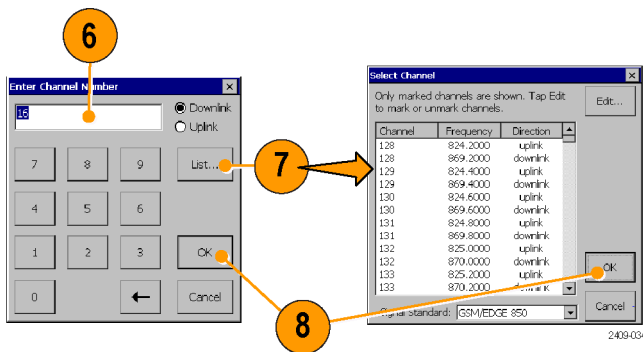 6
Enter Channel Number
16
Downlink
Uplink
7 8 9 List...
4 5 6
1 2 3 OK
0 Cancel
7
8
Select Channel
Only marked channels are shown. Tap Edit
to mark or unmark channels.
Edit...
Channel Frequency Direction
128 824.2000 uplink
128 869.2000 downlink
129 824.4000 uplink
129 869.4000 downlink
130 824.6000 uplink
130 869.6000 downlink
131 824.8000 uplink
131 869.8000 downlink
132 825.0000 uplink
132 870.0000 downlink
133 825.2000 uplink
133 870.2000 downlink
OK
Signal Standard: GSM/EDGE 850
Cancel
2409-034